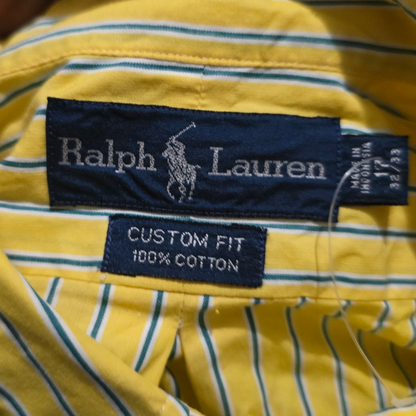 Ralph Lauren
CUSTOM FIT
100% COTTON
MADE IN
INDONESIA
17
32/33